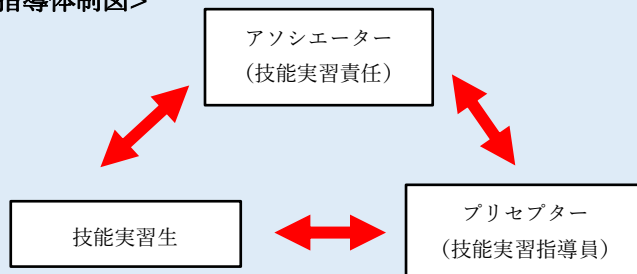 指導体制図>
アソシエーター
（技能実習責任）
技能実習生
プリセプター
（技能実習指導員）